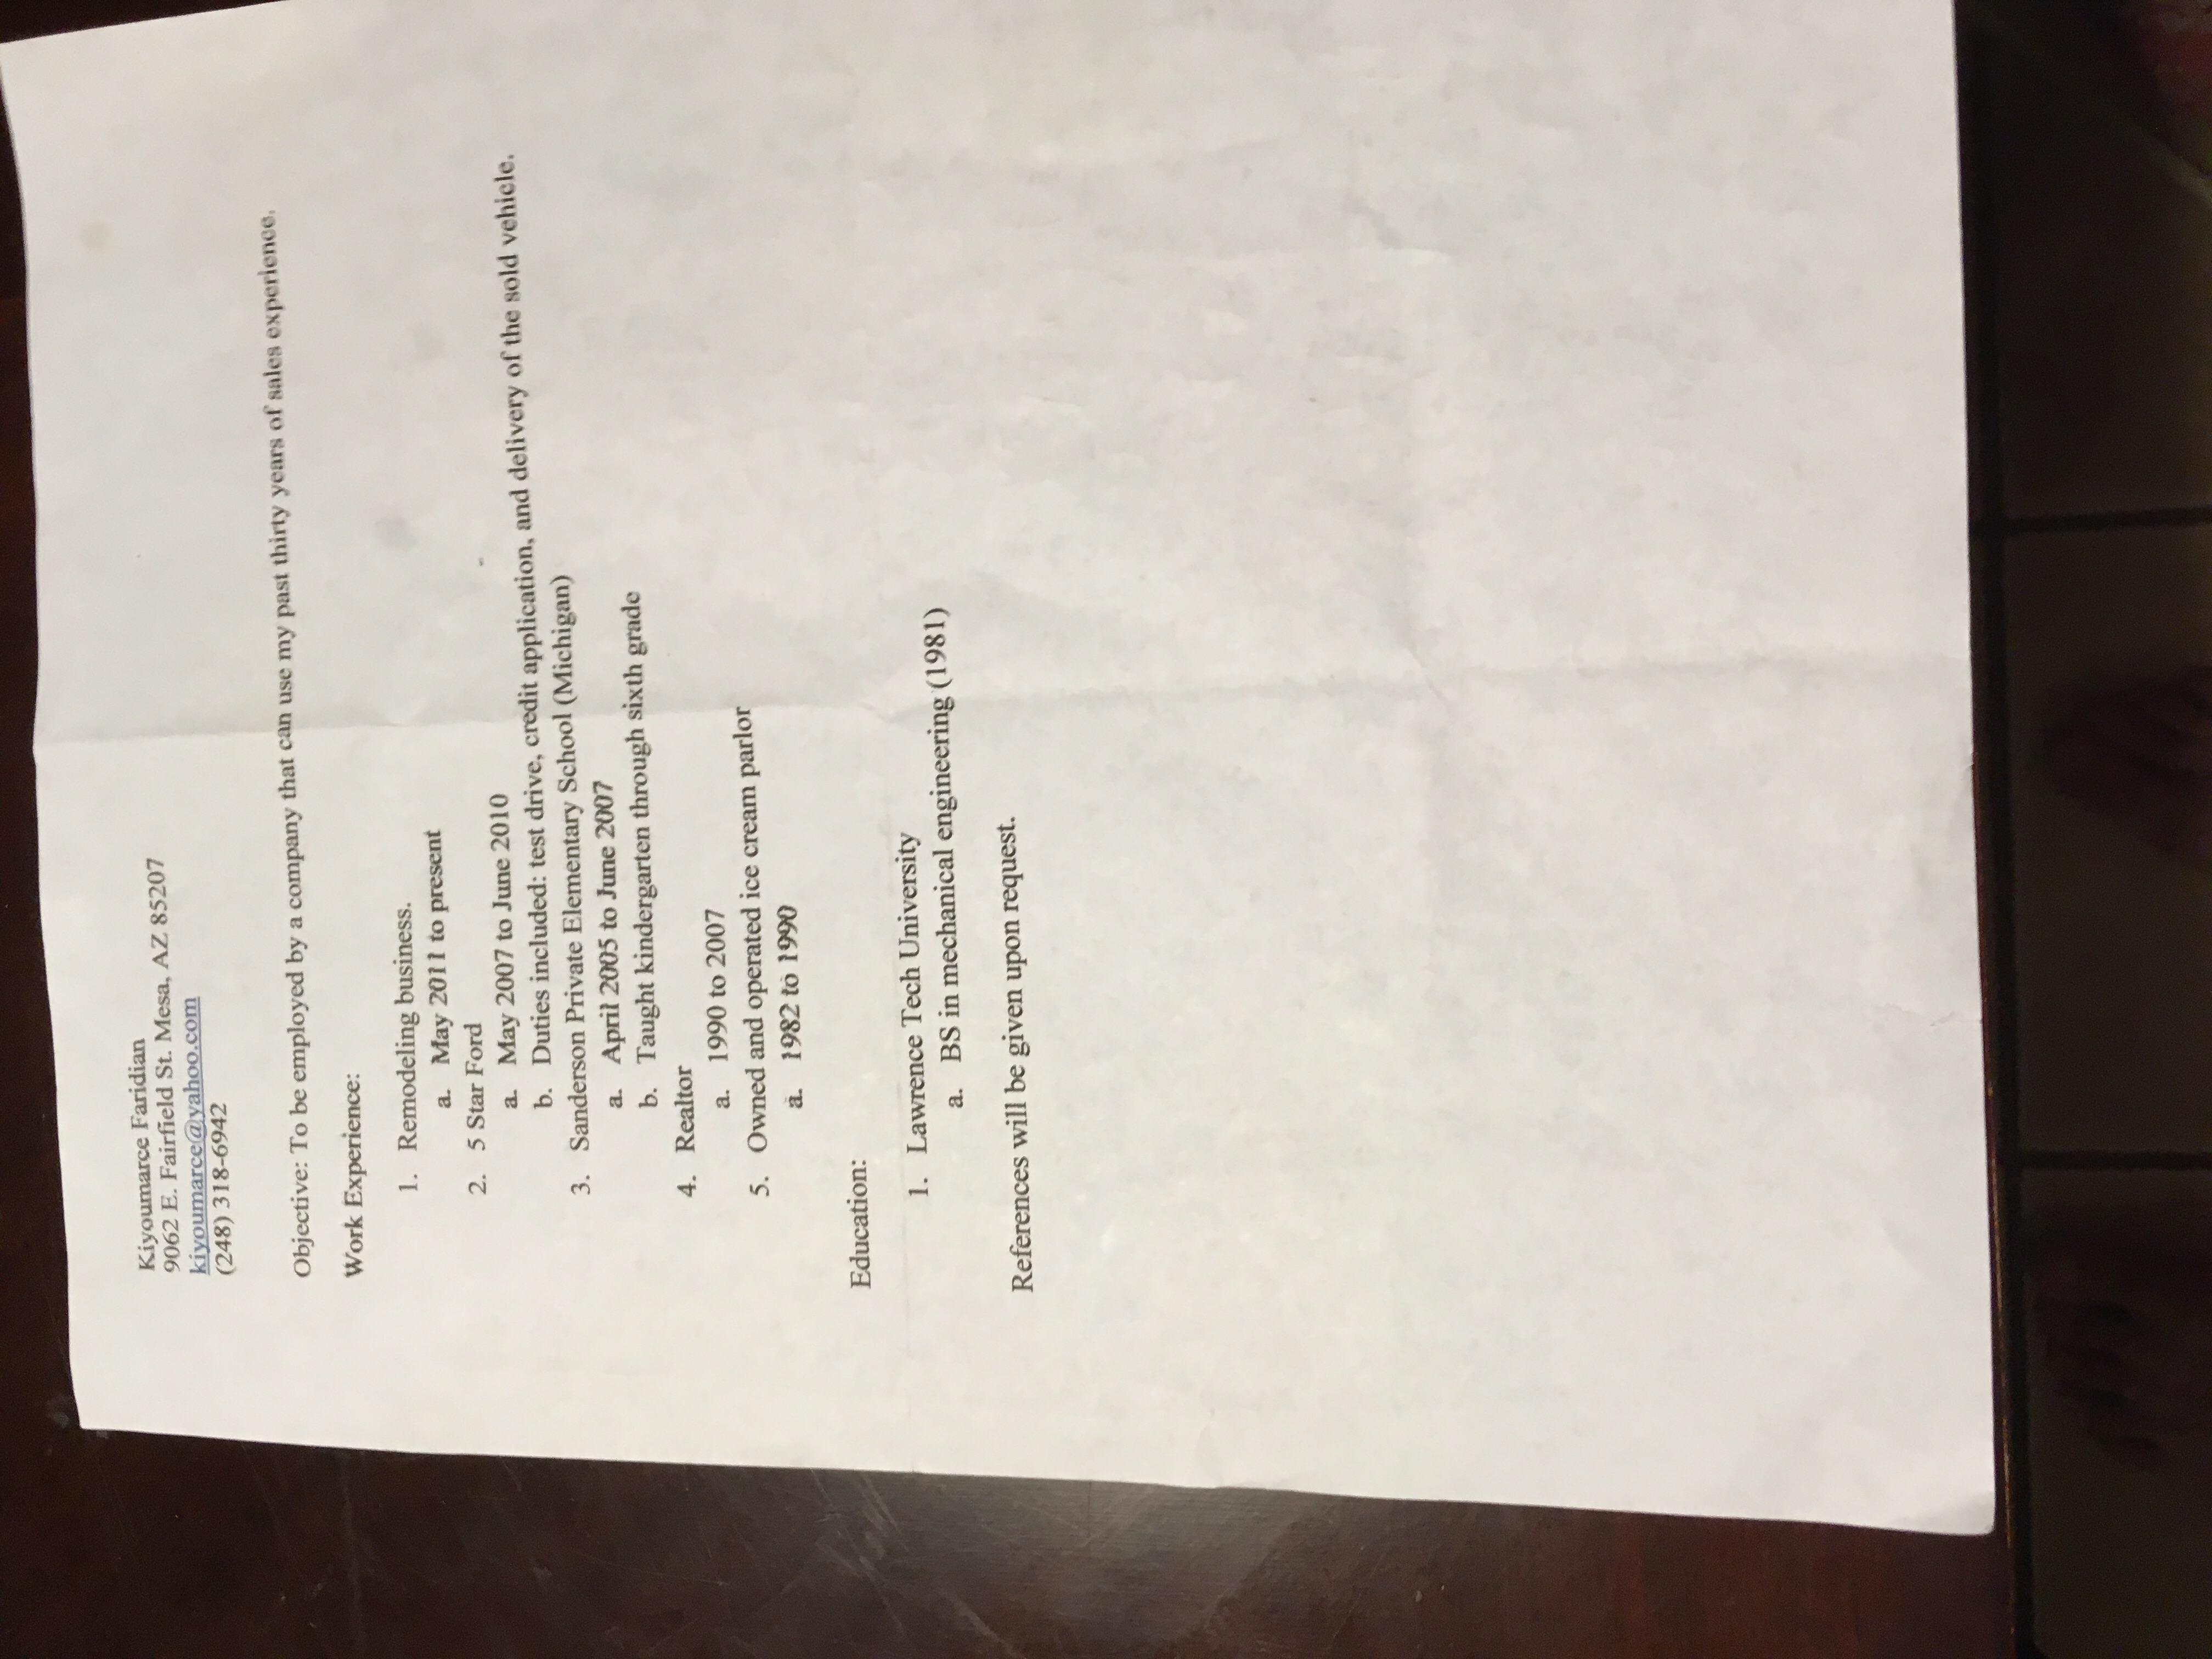 Kiyoumarce Faridian
9062 E. Fairfield St. Mesa, AZ 85207
kiyoumarce@yahoo.com
(248) 318-6942
Objective: To be employed by a company that can use my past thirty years of sales experience.
Work Experience:
1. Remodeling business.
a. May 2011 to present
2. 5 Star Ford
a. May 2007 to June 2010
b. Duties included: test drive, credit application, and delivery of the sold vehicle.
3. Sanderson Private Elementary School (Michigan)
a. April 2005 to June 2007
b. Taught kindergarten through sixth grade
4. Realtor
a. 1990 to 2007
5. Owned and operated ice cream parlor
a. 1982 to 1990
Education:
1. Lawrence Tech University
a. BS in mechanical engineering (1981)
References will be given upon request.